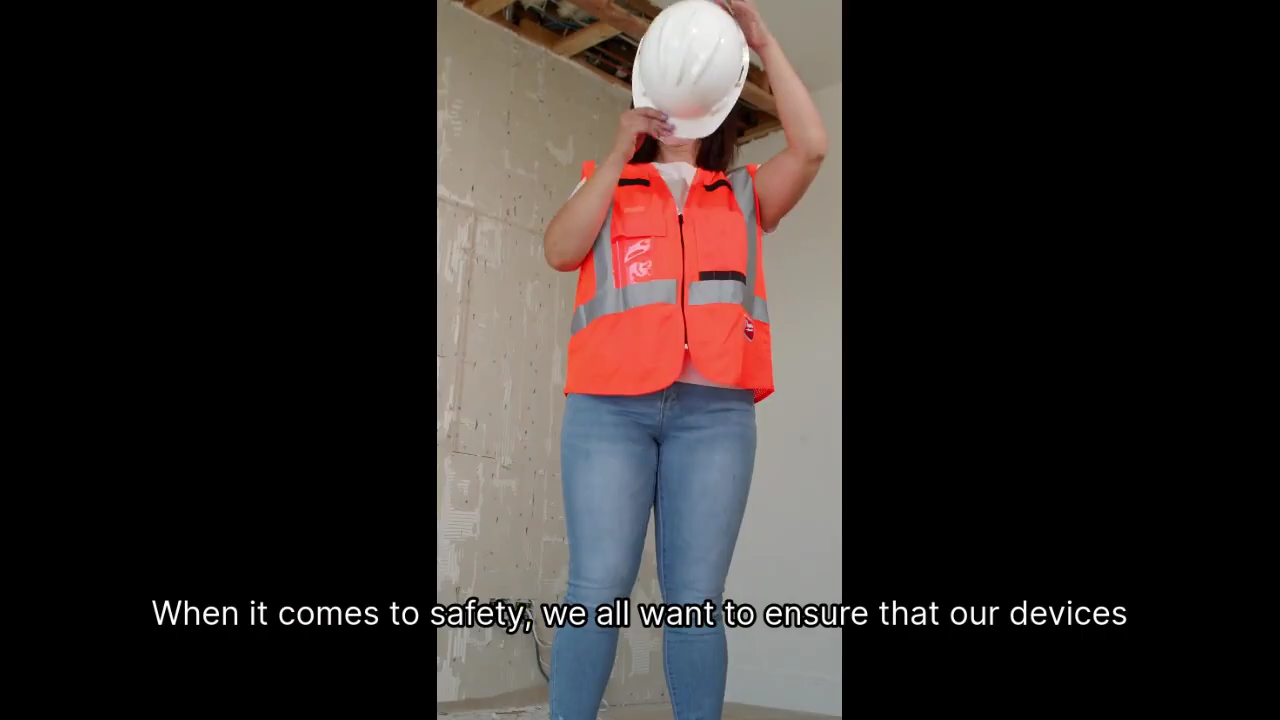 When it comes to safety, we all want to ensure that our devices